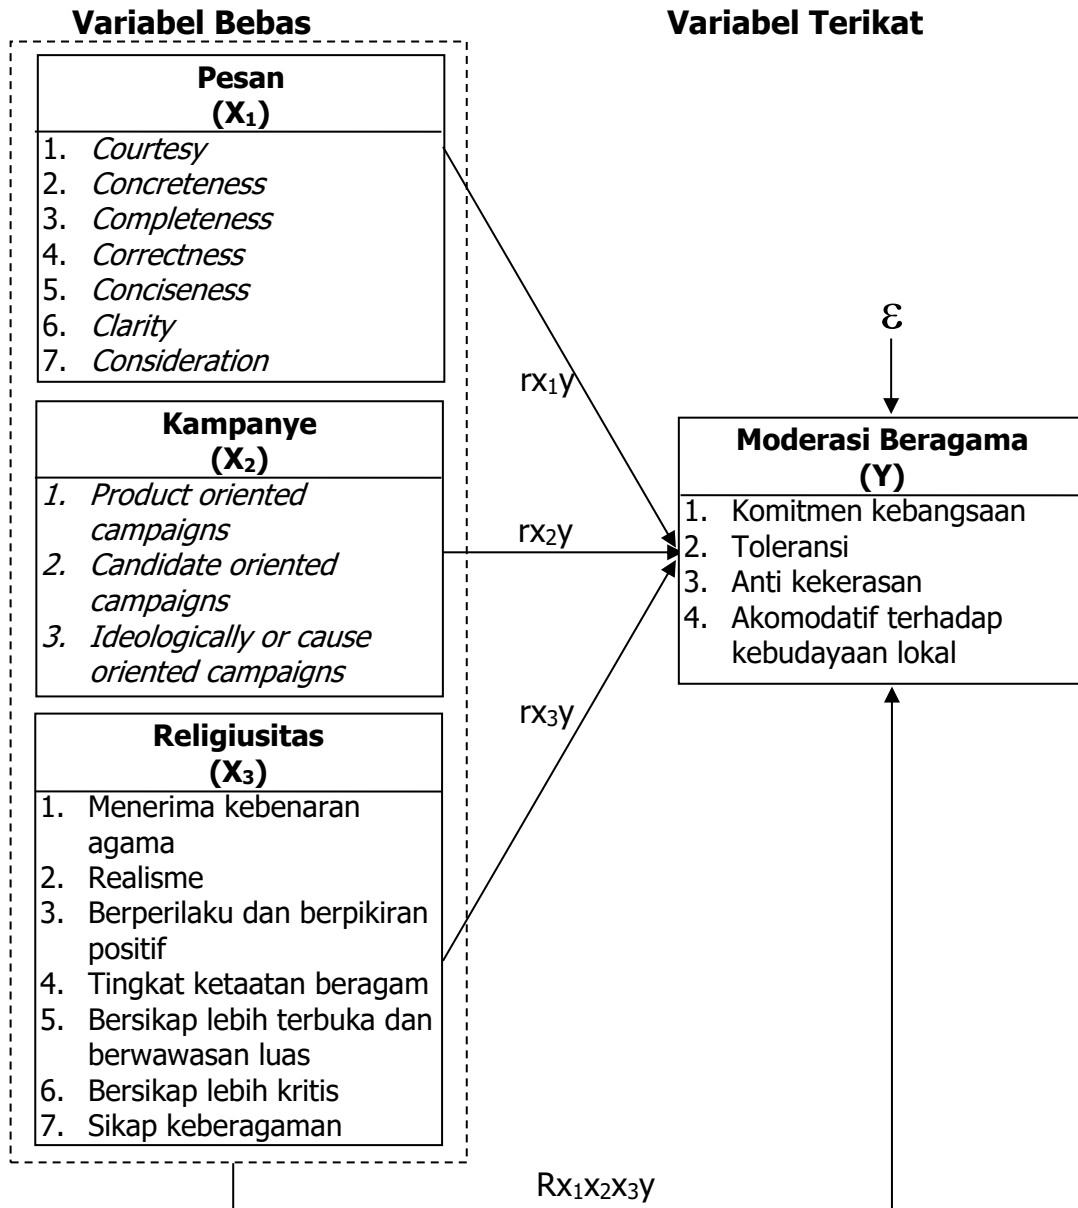 Variabel Bebas
Variabel Terikat
Pesan
(X₁)
1. Courtesy
2. Concreteness
3. Completeness
4. Correctness
5. Conciseness
6. Clarity
7. Consideration
Kampanye
(X₂)
1. Product oriented
campaigns
2. Candidate oriented
campaigns
3. Ideologically or cause
oriented campaigns
Religiusitas
(X₃)
1. Menerima kebenaran
agama
2. Realisme
3. Berperilaku dan berpikiran
positif
4. Tingkat ketaatan beragam
5. Bersikap lebih terbuka dan
berwawasan luas
6. Bersikap lebih kritis
7. Sikap keberagaman
rx₁y
rx₂y
rx₃y
ε
Moderasi Beragama
(Y)
1. Komitmen kebangsaan
2. Toleransi
3. Anti kekerasan
4. Akomodatif terhadap
kebudayaan lokal
Rx₁x₂x₃y